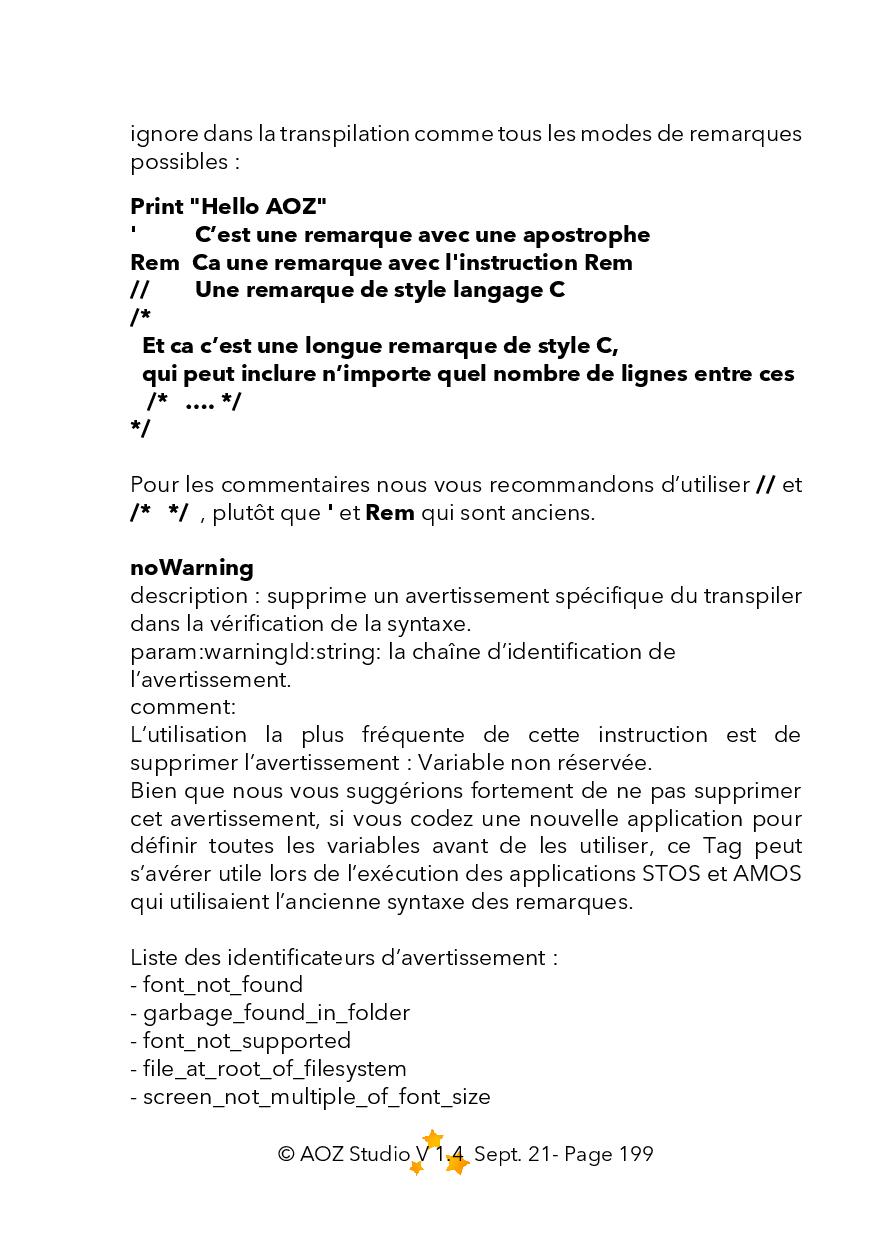 ignore dans la transpilation comme tous les modes de remarques
possibles :
Print "Hello AOZ"
' C’est une remarque avec une apostrophe
Rem Ca une remarque avec l'instruction Rem
// Une remarque de style langage C
/*
Et ca c’est une longue remarque de style C,
qui peut inclure n’importe quel nombre de lignes entre ces
/* .... */
*/
Pour les commentaires nous vous recommandons d’utiliser // et
/* */ , plutôt que ' et Rem qui sont anciens.
noWarning
description : supprime un avertissement spécifique du transpiler
dans la vérification de la syntaxe.
param:warningId:string: la chaîne d’identification de
l’avertissement.
comment:
L’utilisation la plus fréquente de cette instruction est de
supprimer l’avertissement : Variable non réservée.
Bien que nous vous suggérions fortement de ne pas supprimer
cet avertissement, si vous codez une nouvelle application pour
définir toutes les variables avant de les utiliser, ce Tag peut
s’avérer utile lors de l’exécution des applications STOS et AMOS
qui utilisaient l’ancienne syntaxe des remarques.
Liste des identificateurs d’avertissement :
- font_not_found
- garbage_found_in_folder
- font_not_supported
- file_at_root_of_filesystem
- screen_not_multiple_of_font_size
© AOZ Studio V 1.4 Sept. 21- Page 199